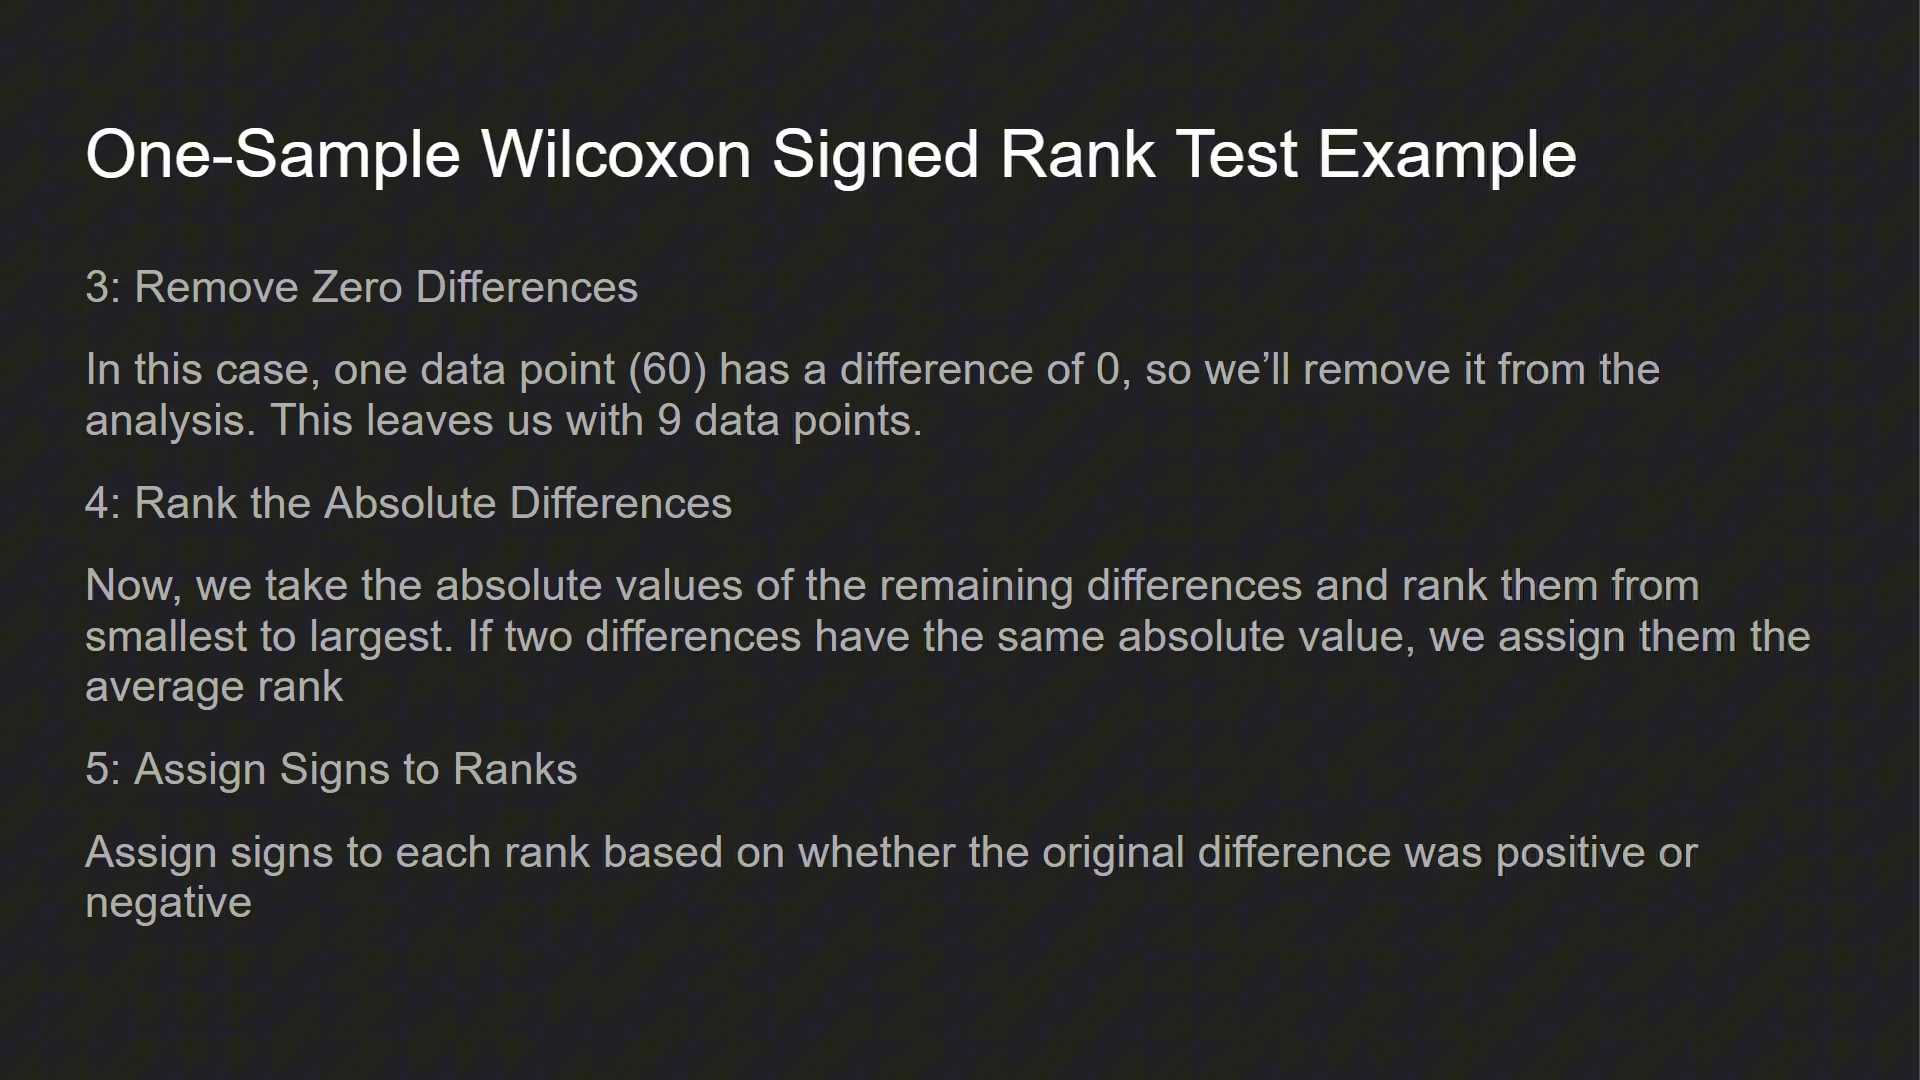 One-Sample Wilcoxon Signed Rank Test Example
3: Remove Zero Differences
In this case, one data point (60) has a difference of 0, so we’ll remove it from the
analysis. This leaves us with 9 data points.
4: Rank the Absolute Differences
Now, we take the absolute values of the remaining differences and rank them from
smallest to largest. If two differences have the same absolute value, we assign them the
average rank
5: Assign Signs to Ranks
Assign signs to each rank based on whether the original difference was positive or
negative